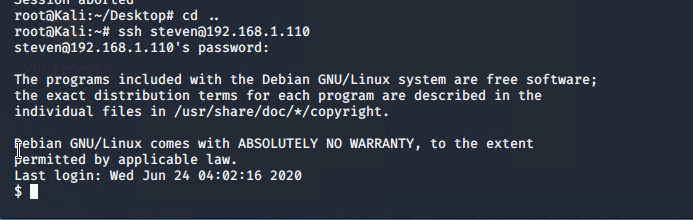 Session aborted
root@Kali:~/Desktop# cd ..
root@Kali:~# ssh steven@192.168.1.110
steven@192.168.1.110's password:
The programs included with the Debian GNU/Linux system are free software;
the exact distribution terms for each program are described in the
individual files in /usr/share/doc/*/copyright.
Debian GNU/Linux comes with ABSOLUTELY NO WARRANTY, to the extent
permitted by applicable law.
Last login: Wed Jun 24 04:02:16 2020
$